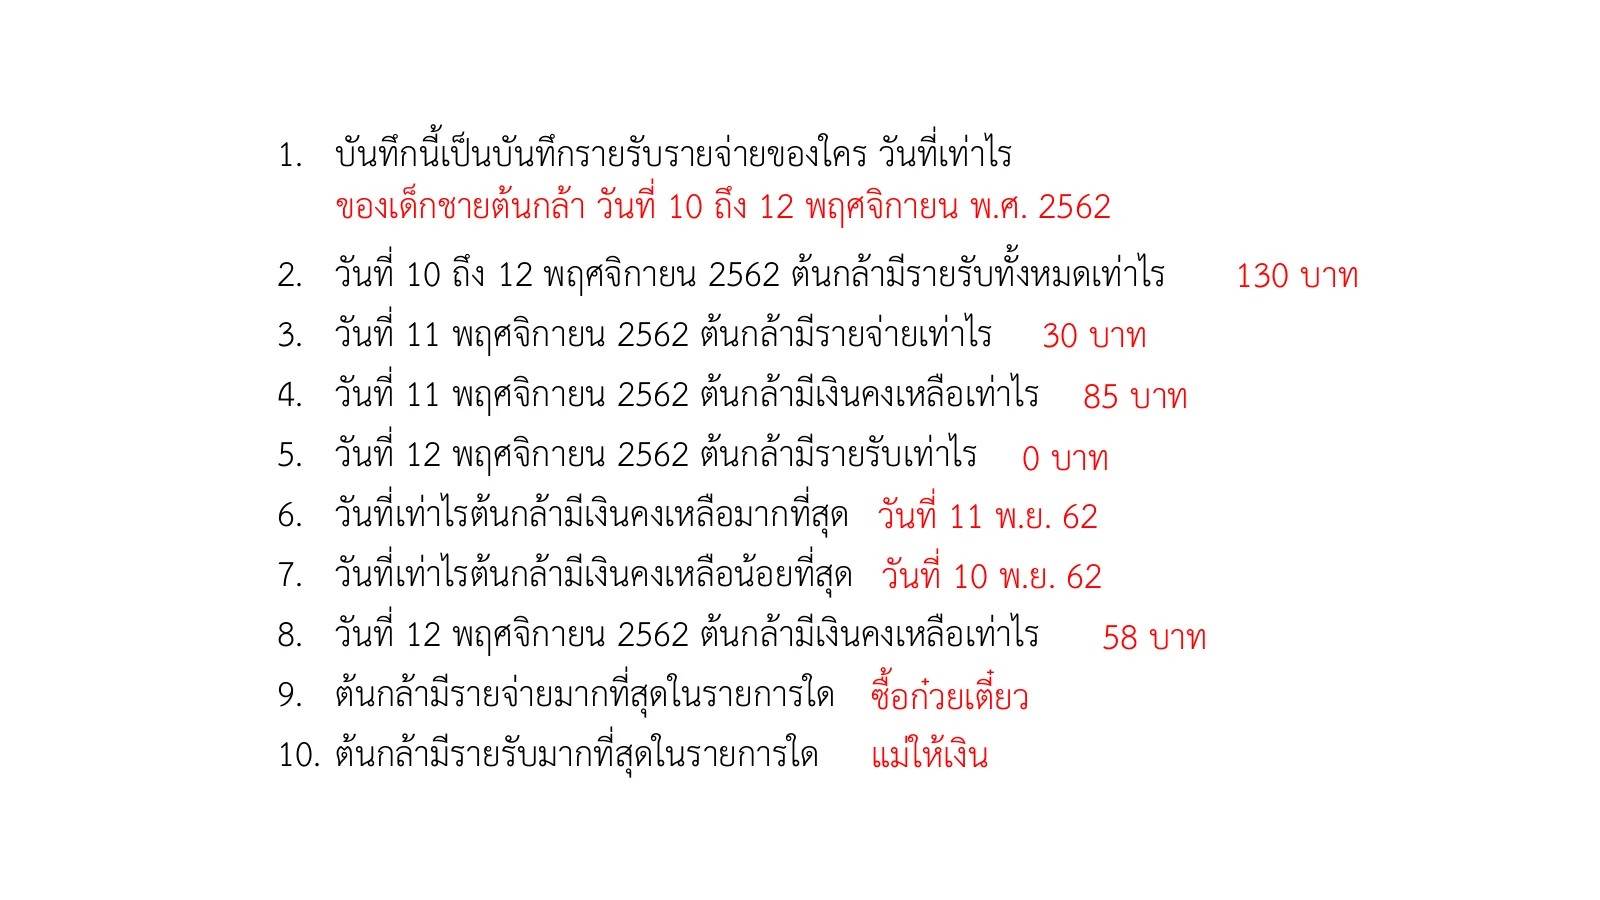 1. บันทึกนี้เป็นบันทึกรายรับรายจ่ายของใคร วันที่เท่าไร
ของเด็กชายต้นกล้า วันที่ 10 ถึง 12 พฤศจิกายน พ.ศ. 2562
2. วันที่ 10 ถึง 12 พฤศจิกายน 2562 ต้นกล้ามีรายรับทั้งหมดเท่าไร 130 บาท
3. วันที่ 11 พฤศจิกายน 2562 ต้นกล้ามีรายจ่ายเท่าไร 30 บาท
4. วันที่ 11 พฤศจิกายน 2562 ต้นกล้ามีเงินคงเหลือเท่าไร 85 บาท
5. วันที่ 12 พฤศจิกายน 2562 ต้นกล้ามีรายรับเท่าไร 0 บาท
6. วันที่เท่าไรต้นกล้ามีเงินคงเหลือมากที่สุด วันที่ 11 พ.ย. 62
7. วันที่เท่าไรต้นกล้ามีเงินคงเหลือน้อยที่สุด วันที่ 10 พ.ย. 62
8. วันที่ 12 พฤศจิกายน 2562 ต้นกล้ามีเงินคงเหลือเท่าไร 58 บาท
9. ต้นกล้ามีรายจ่ายมากที่สุดในรายการใด ซื้อก๋วยเตี๋ยว
10. ต้นกล้ามีรายรับมากที่สุดในรายการใด แม่ให้เงิน